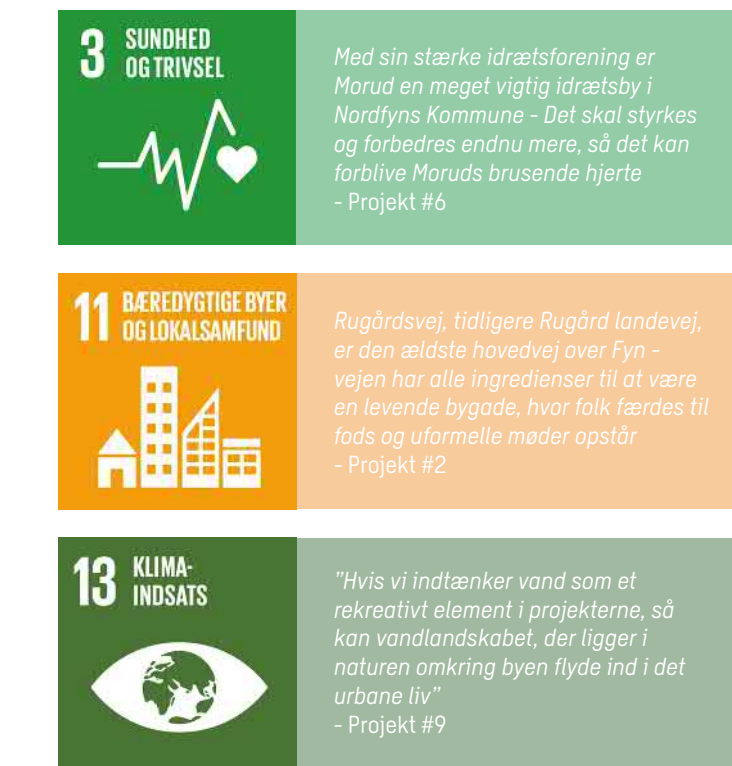 3 SUNDHED
OG TRIVSEL
Med sin stærke idrætsforening er
Morud en meget vigtig idrætsby i
Nordfyns Kommune - Det skal styrkes
og forbedres endnu mere, så det kan
forblive Moruds brusende hjerte
- Projekt #6
11 BÆREDYGTIGE BYER
OG LOKALSAMFUND
Rugårdsvej, tidligere Rugård landevej,
er den ældste hovedvej over Fyn -
vejen har alle ingredienser til at være
en levende bygade, hvor folk færdes til
fods og uformelle møder opstår
- Projekt #2
13 KLIMA-
INDSATS
”Hvis vi indtænker vand som et
rekreativt element i projekterne, så
kan vandlandskabet, der ligger i
naturen omkring byen flyde ind i det
urbane liv”
- Projekt #9